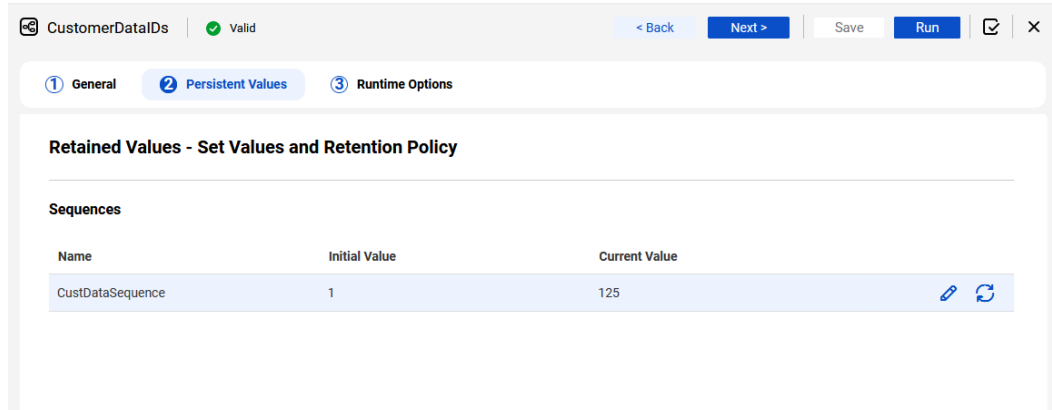 CustomerDataIDs Valid < Back Next > Save Run
1 General 2 Persistent Values 3 Runtime Options
Retained Values - Set Values and Retention Policy
Sequences
Name Initial Value Current Value
CustDataSequence 1 125